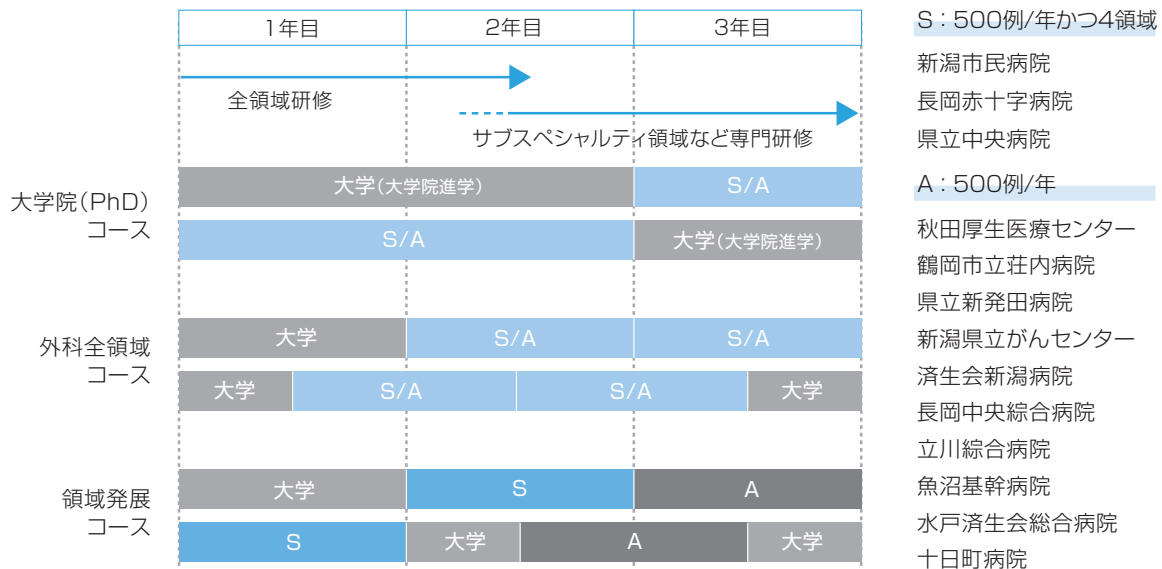 1年目 2年目 3年目
全領域研修
サブスペシャルティ領域など専門研修
大学院(PhD)
コース
大学(大学院進学) S/A
S/A 大学(大学院進学)
外科全領域
コース
大学 S/A S/A
大学 S/A S/A 大学
領域発展
コース
大学 S A
S 大学 A 大学
S：500例/年かつ4領域
新潟市民病院
長岡赤十字病院
県立中央病院
A：500例/年
秋田厚生医療センター
鶴岡市立荘内病院
県立新発田病院
新潟県立がんセンター
済生会新潟病院
長岡中央綜合病院
立川綜合病院
魚沼基幹病院
水戸済生会総合病院
十日町病院